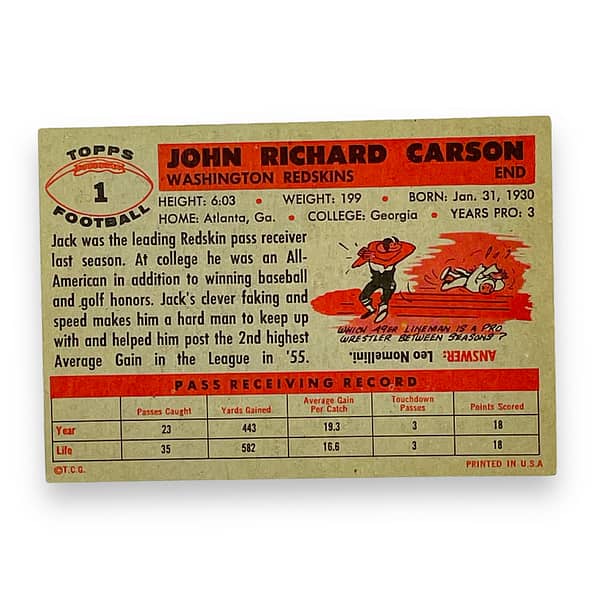 TOPPS
1
FOOTBALL
JOHN RICHARD CARSON
WASHINGTON REDSKINS END
HEIGHT: 6:03 • WEIGHT: 199 • BORN: Jan. 31, 1930
HOME: Atlanta, Ga. • COLLEGE: Georgia • YEARS PRO: 3
Jack was the leading Redskin pass receiver
last season. At college he was an All-
American in addition to winning baseball
and golf honors. Jack's clever faking and
speed makes him a hard man to keep up
with and helped him post the 2nd highest
Average Gain in the League in '55.
WHICH 49ER LINEMAN IS A PRO
WRESTLER BETWEEN SEASONS?
ANSWER: Leo Nomellini.
PASS RECEIVING RECORD
Passes Caught Yards Gained Average Gain Per Catch Touchdown Passes Points Scored
Year 23 443 19.3 3 18
Life 35 582 16.6 3 18
©T.C.G. PRINTED IN U.S.A